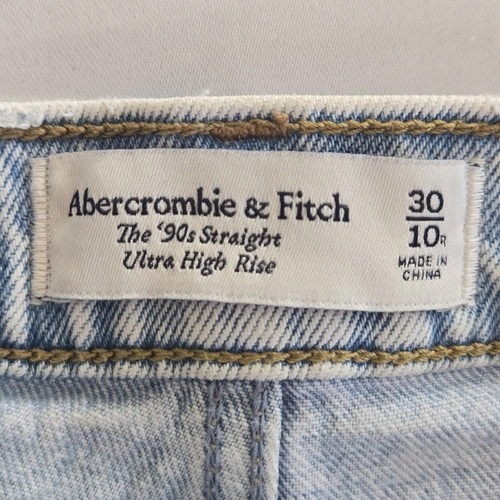 Abercrombie & Fitch
The '90s Straight
Ultra High Rise
30
10R
MADE IN
CHINA